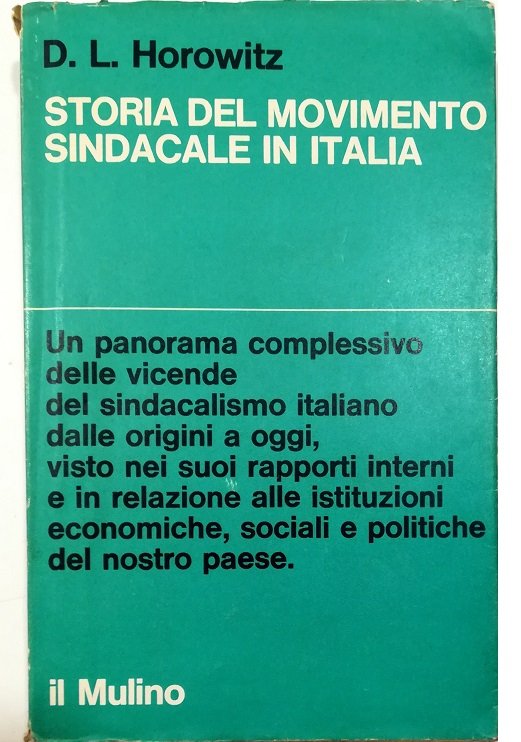 D. L. Horowitz
STORIA DEL MOVIMENTO
SINDACALE IN ITALIA
Un panorama complessivo
delle vicende
del sindacalismo italiano
dalle origini a oggi,
visto nei suoi rapporti interni
e in relazione alle istituzioni
economiche, sociali e politiche
del nostro paese.
il Mulino